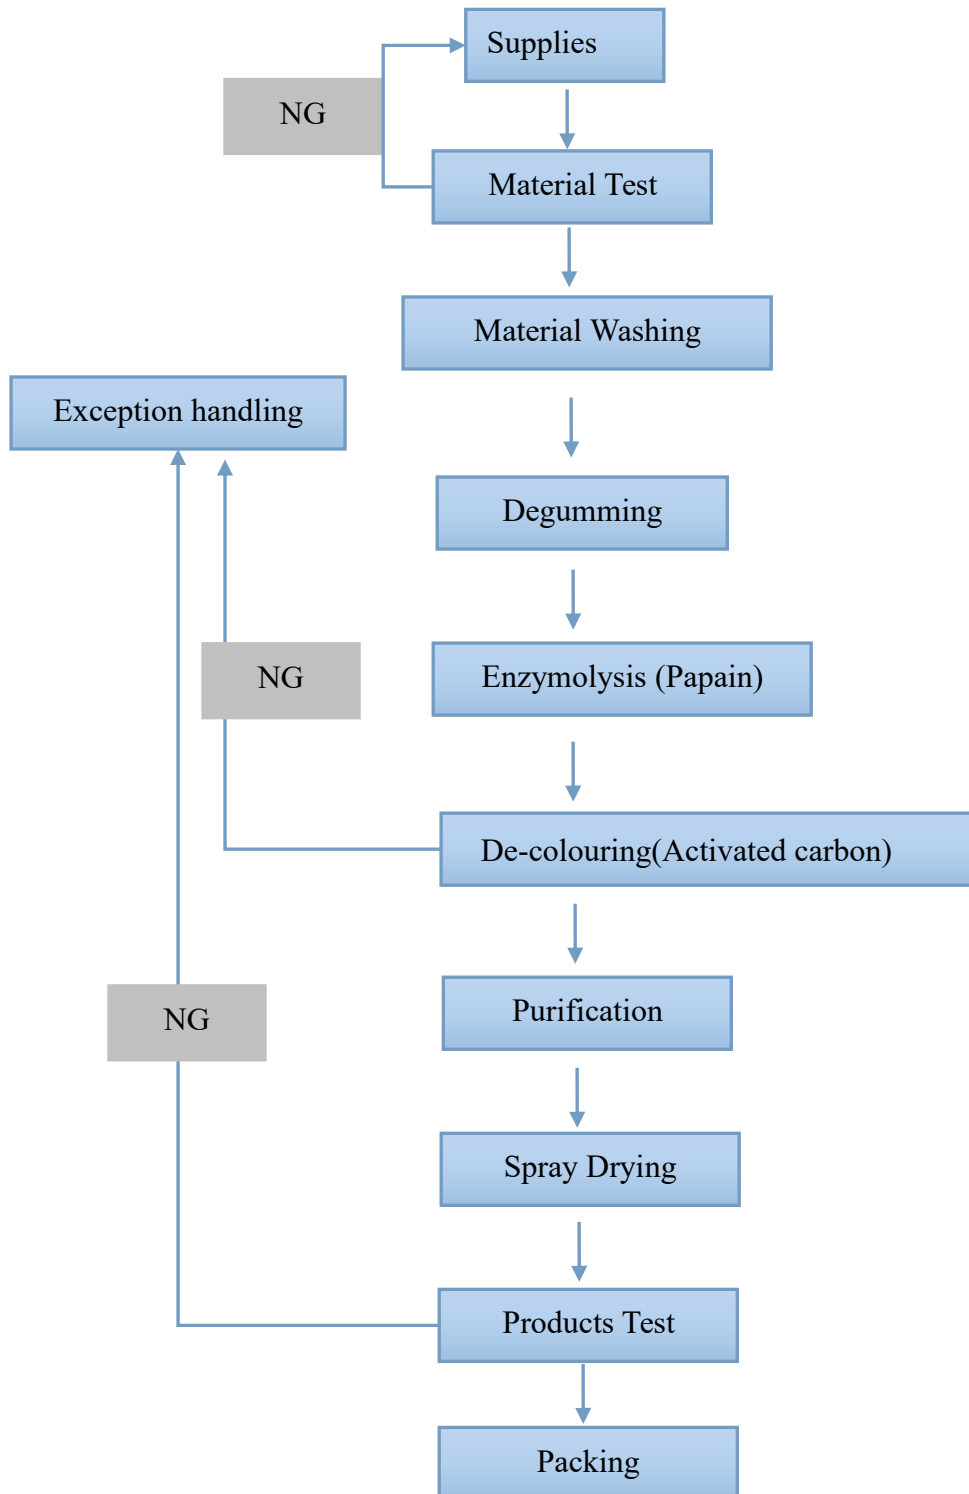 Supplies
NG
Material Test
Material Washing
Exception handling
Degumming
NG
Enzymolysis (Papain)
De-colouring(Activated carbon)
Purification
NG
Spray Drying
Products Test
Packing